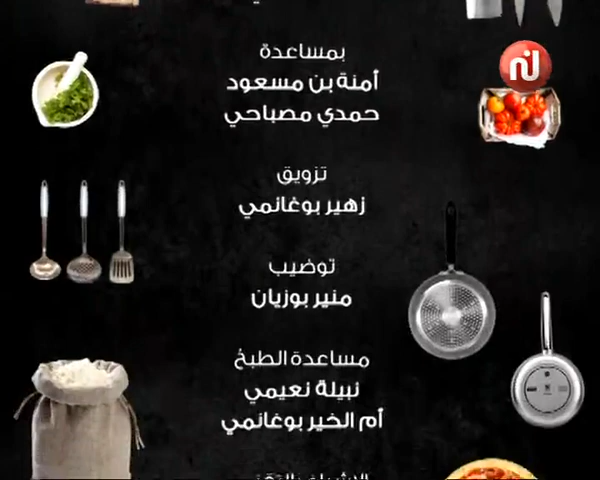 بمساعدة
أمنة بن مسعود
حمدي مصباحي
تزويق
زهير بوغانمي
توضيب
منير بوزيان
مساعدة الطبخ
نبيلة نعيمي
أم الخير بوغانمي